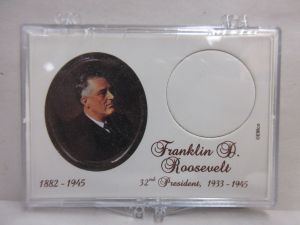 Franklin D.
Roosevelt
1882 - 1945
32nd President, 1933 - 1945